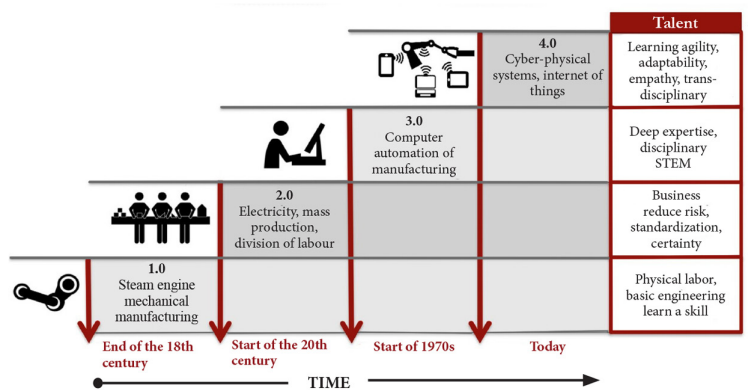 Talent
4.0
Cyber-physical
systems, internet of
things
Learning agility,
adaptability,
empathy, trans-
disciplinary
3.0
Computer
automation of
manufacturing
Deep expertise,
disciplinary
STEM
2.0
Electricity, mass
production,
division of labour
Business
reduce risk,
standardization,
certainty
1.0
Steam engine
mechanical
manufacturing
Physical labor,
basic engineering
learn a skill
End of the 18th
century
Start of the 20th
century
Start of 1970s
Today
TIME